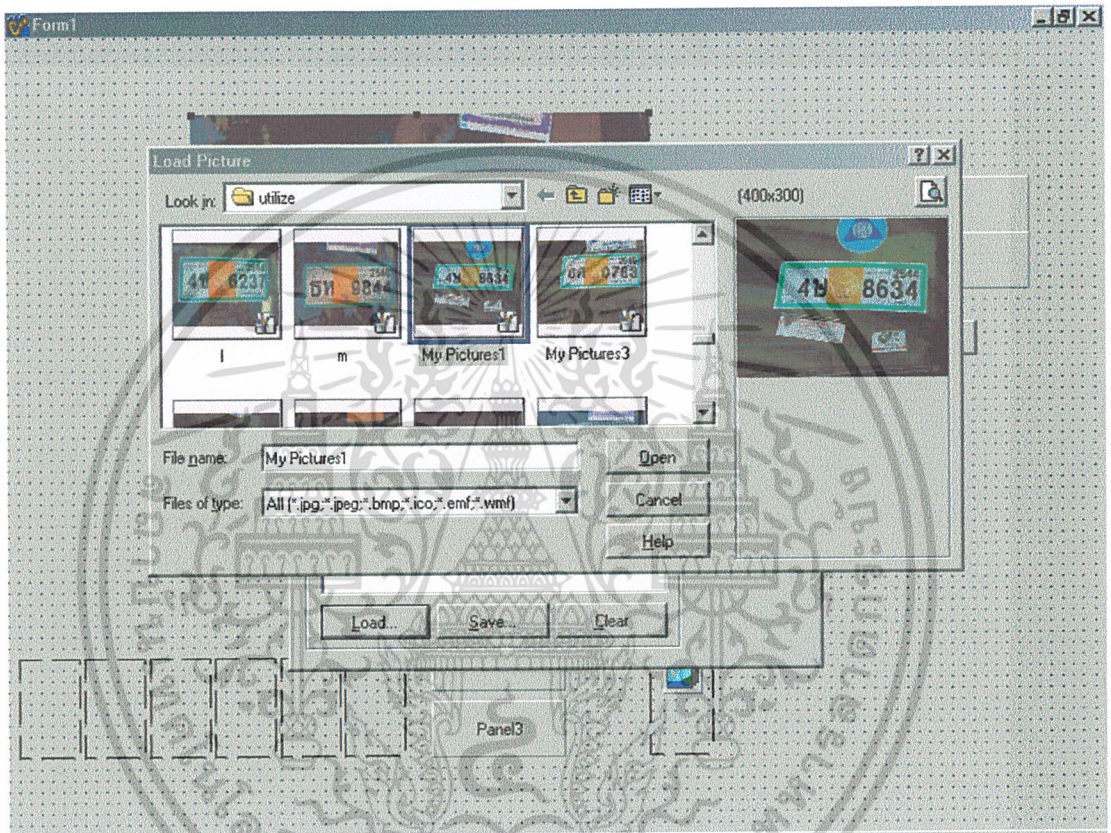 Form1
Load Picture
Look in: utilize
(400x300)
8634
l
m
My Pictures1
My Pictures3
File name: My Pictures1
Open
Files of type: All (*.jpg;*.jpeg;*.bmp;*.ico;*.emf;*.wmf)
Cancel
Help
Load...
Save...
Clear
Panel3